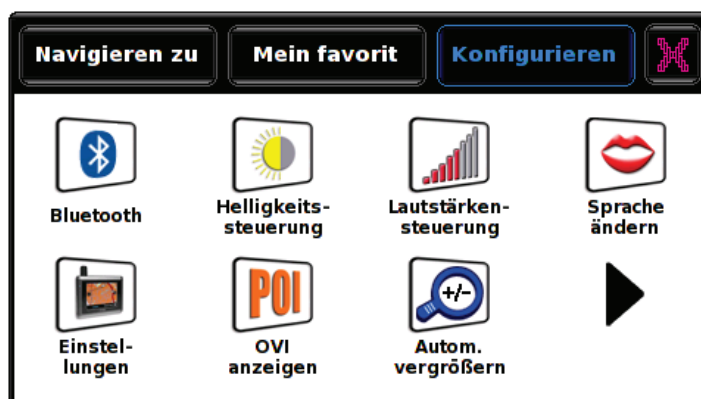 Navigieren zu
Mein favorit
Konfigurieren
Bluetooth
Helligkeits-
steuerung
Lautstärken-
steuerung
Sprache
ändern
POI
+/-
Einstel-
lungen
OVI
anzeigen
Autom.
vergrößern